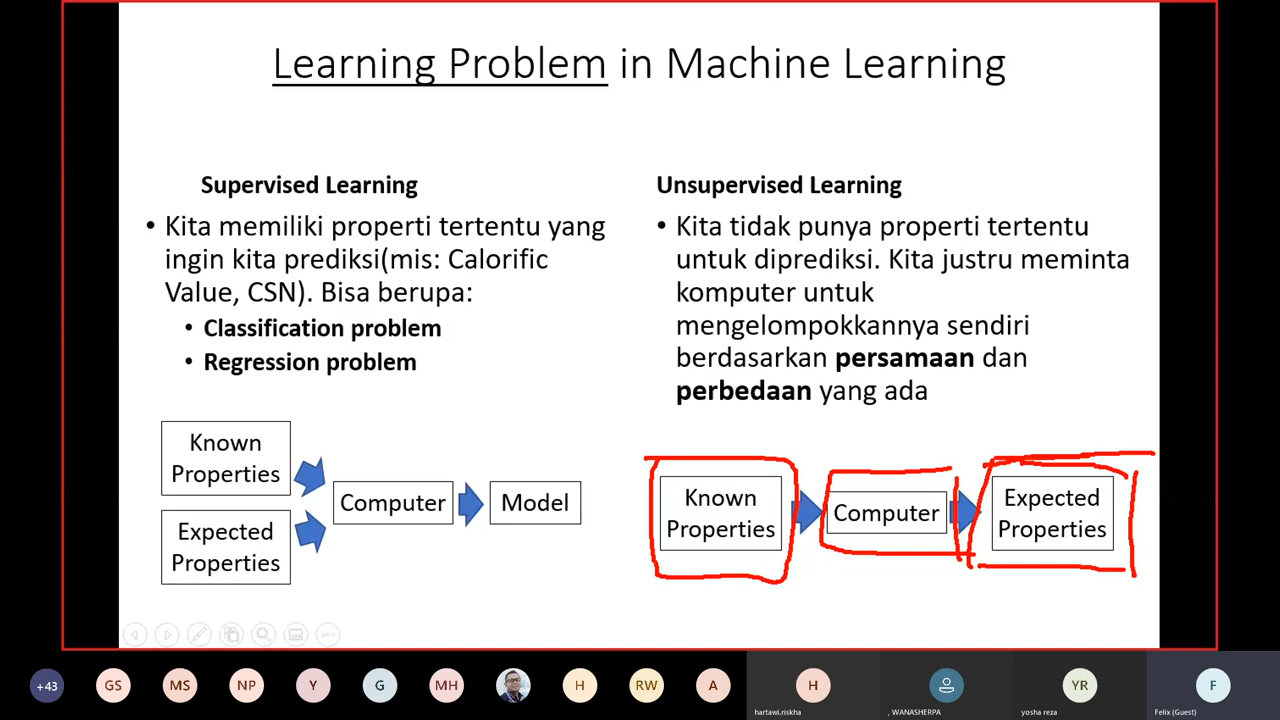 Learning Problem in Machine Learning
Supervised Learning
• Kita memiliki properti tertentu yang
ingin kita prediksi(mis: Calorific
Value, CSN). Bisa berupa:
• Classification problem
• Regression problem
Known
Properties
Expected
Properties
Computer
Model
Unsupervised Learning
• Kita tidak punya properti tertentu
untuk diprediksi. Kita justru meminta
komputer untuk
mengelompokkannya sendiri
berdasarkan persamaan dan
perbedaan yang ada
Known
Properties
Computer
Expected
Properties
+43
GS
MS
NP
Y
G
MH
H
RW
A
H
hartawi.riskha
, WANASHERPA
YR
yosha reza
F
Felix (Guest)